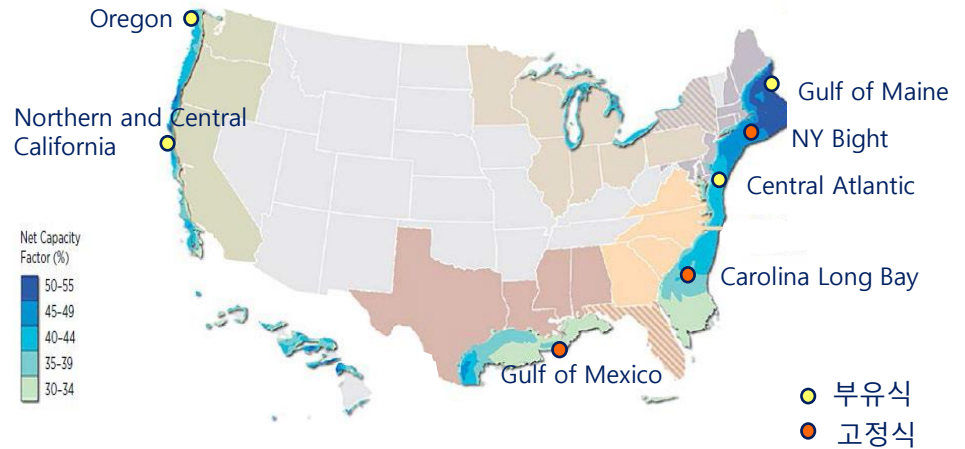 Oregon
Gulf of Maine
Northern and Central
California
NY Bight
Central Atlantic
Net Capacity
Factor (%)
50-55
45-49
40-44
35-39
30-34
Carolina Long Bay
Gulf of Mexico
부유식
고정식